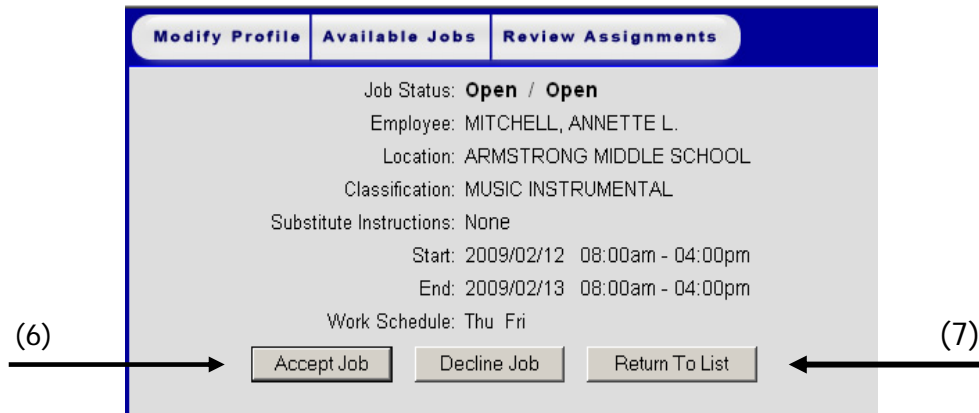 Modify Profile Available Jobs Review Assignments
Job Status: Open / Open
Employee: MITCHELL, ANNETTE L.
Location: ARMSTRONG MIDDLE SCHOOL
Classification: MUSIC INSTRUMENTAL
Substitute Instructions: None
Start: 2009/02/12 08:00am - 04:00pm
End: 2009/02/13 08:00am - 04:00pm
Work Schedule: Thu Fri
(6) Accept Job Decline Job Return To List (7)